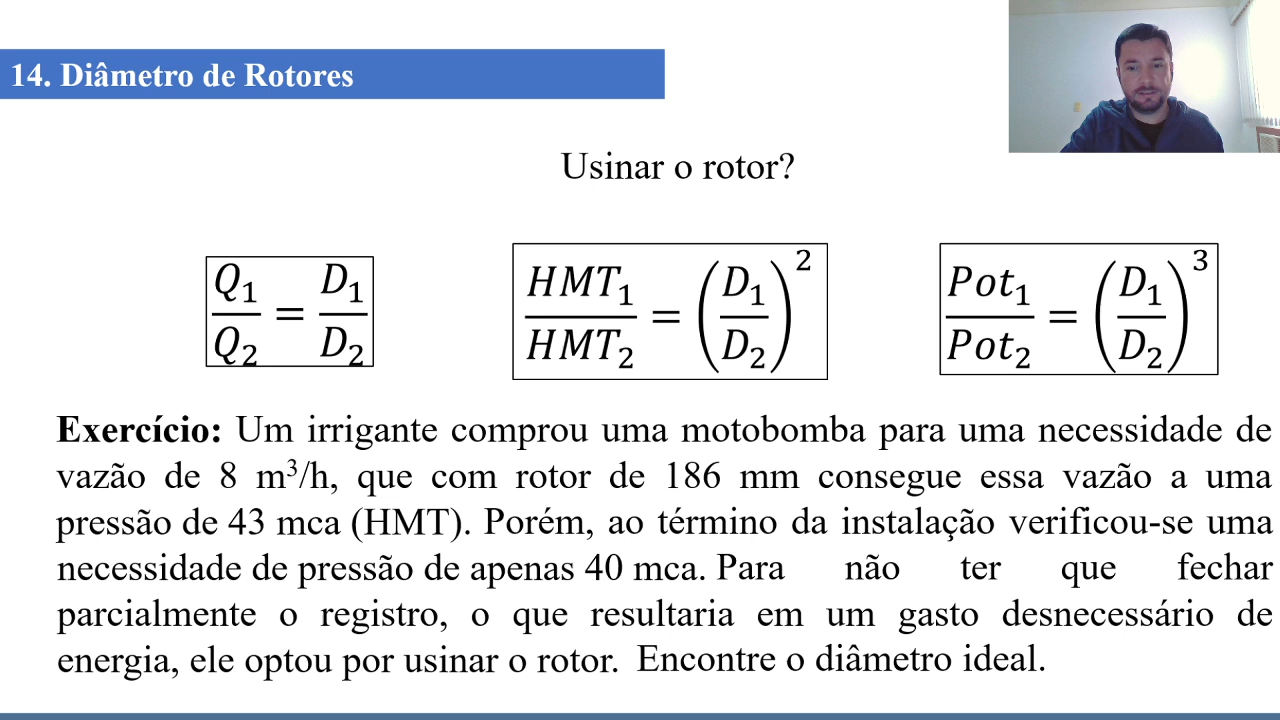 14. Diâmetro de Rotores
Usinar o rotor?
Q₁/Q₂ = D₁/D₂
HMT₁/HMT₂ = (D₁/D₂)²
Pot₁/Pot₂ = (D₁/D₂)³
Exercício: Um irrigante comprou uma motobomba para uma necessidade de
vazão de 8 m³/h, que com rotor de 186 mm consegue essa vazão a uma
pressão de 43 mca (HMT). Porém, ao término da instalação verificou-se uma
necessidade de pressão de apenas 40 mca. Para não ter que fechar
parcialmente o registro, o que resultaria em um gasto desnecessário de
energia, ele optou por usinar o rotor. Encontre o diâmetro ideal.